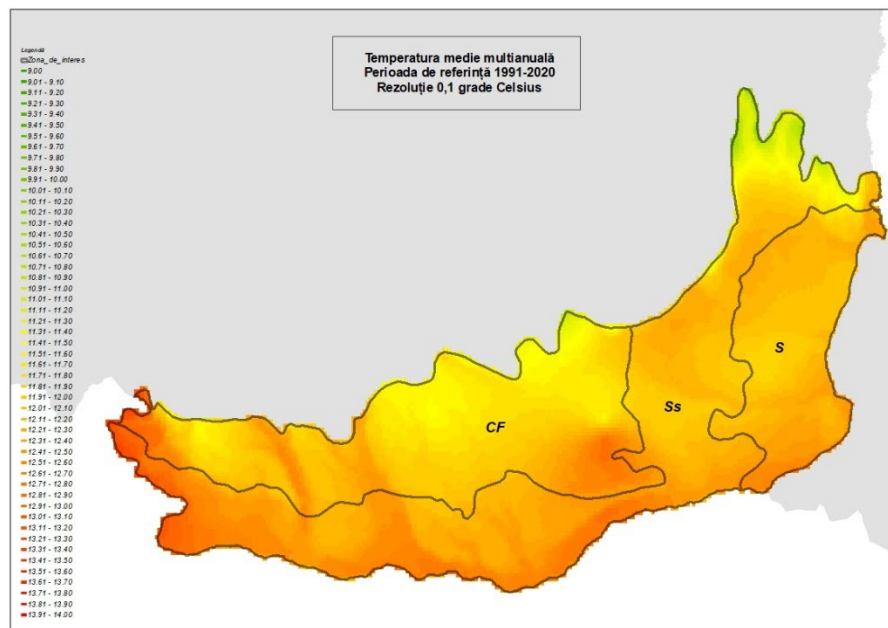 Temperatura medie multianuală
Perioada de referință 1991-2020
Rezoluție 0,1 grade Celsius
Legendă
Zona_de_interes
9.00
9.01 - 9.10
9.11 - 9.20
9.21 - 9.30
9.31 - 9.40
9.41 - 9.50
9.51 - 9.60
9.61 - 9.70
9.71 - 9.80
9.81 - 9.90
9.91 - 10.00
10.01 - 10.10
10.11 - 10.20
10.21 - 10.30
10.31 - 10.40
10.41 - 10.50
10.51 - 10.60
10.61 - 10.70
10.71 - 10.80
10.81 - 10.90
10.91 - 11.00
11.01 - 11.10
11.11 - 11.20
11.21 - 11.30
11.31 - 11.40
11.41 - 11.50
11.51 - 11.60
11.61 - 11.70
11.71 - 11.80
11.81 - 11.90
11.91 - 12.00
12.01 - 12.10
12.11 - 12.20
12.21 - 12.30
12.31 - 12.40
12.41 - 12.50
12.51 - 12.60
12.61 - 12.70
12.71 - 12.80
12.81 - 12.90
12.91 - 13.00
13.01 - 13.10
13.11 - 13.20
13.21 - 13.30
13.31 - 13.40
13.41 - 13.50
13.51 - 13.60
13.61 - 13.70
13.71 - 13.80
13.81 - 13.90
13.91 - 14.00
S
Ss
CF